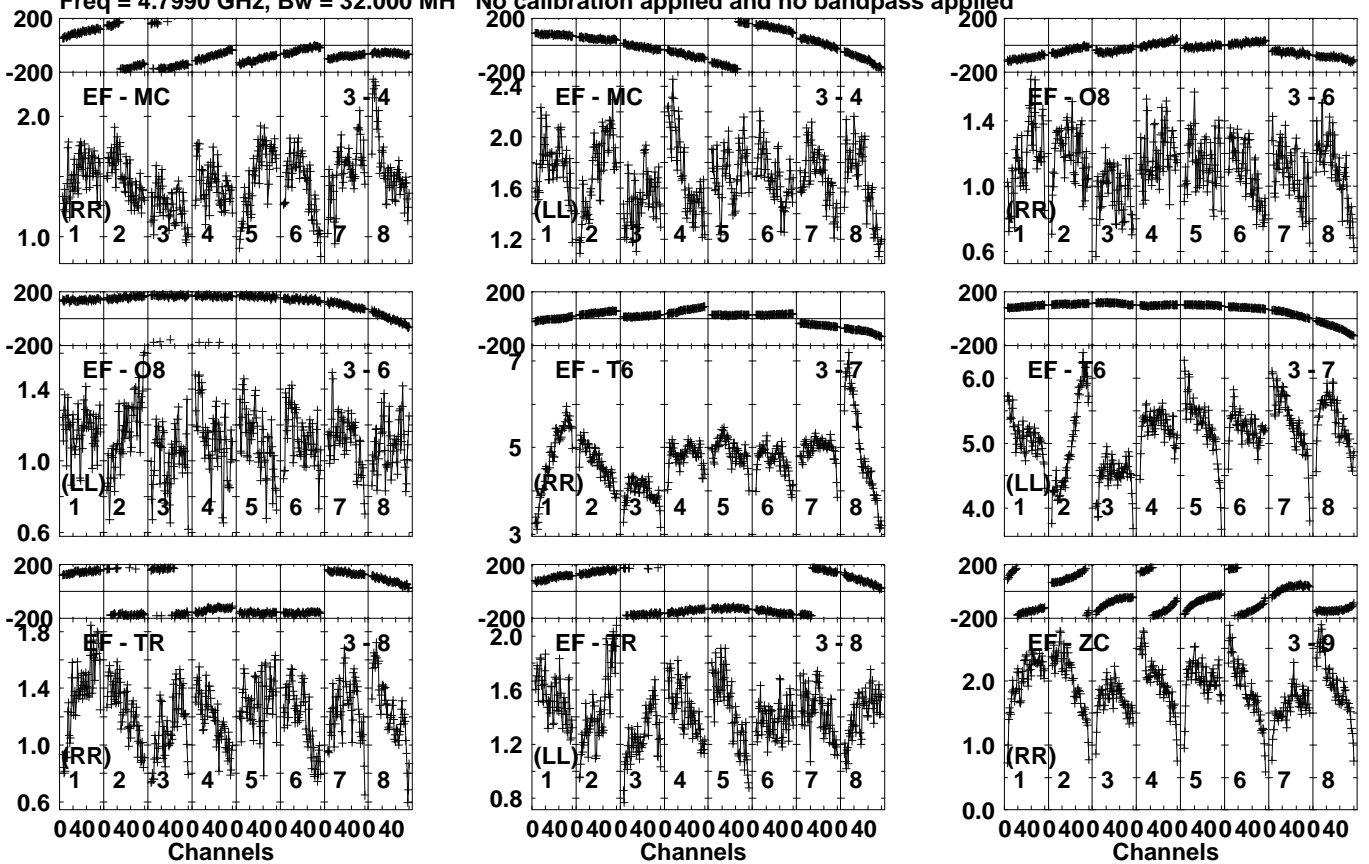 Freq = 4.7990 GHz, Bw = 32.000 MH No calibration applied and no bandpass applied
200
-200
EF - MC 3 - 4
2.0
(RR)
1.0
1 2 3 4 5 6 7 8
200
-200
2.4
EF - MC 3 - 4
2.0
1.6
(LL)
1.2
1 2 3 4 5 6 7 8
200
-200
EF - O8 3 - 6
1.4
1.0
(RR)
0.6
1 2 3 4 5 6 7 8
200
-200
EF - O8 3 - 6
1.4
1.0
(LL)
0.6
1 2 3 4 5 6 7 8
200
-200
7
EF - T6 3 - 7
5
(RR)
3
1 2 3 4 5 6 7 8
200
-200
6.0
EF - T6 3 - 7
5.0
(LL)
4.0
1 2 3 4 5 6 7 8
200
-200
1.8
EF - TR 3 - 8
1.4
1.0
(RR)
0.6
1 2 3 4 5 6 7 8
0 40 0 40 0 40 0 40 0 40 0 40 0 40 0 40
Channels
200
-200
2.0
EF - TR 3 - 8
1.6
1.2
(LL)
0.8
1 2 3 4 5 6 7 8
0 40 0 40 0 40 0 40 0 40 0 40 0 40 0 40
Channels
200
-200
EF - ZC 3 - 9
2.0
1.0
(RR)
0.0
1 2 3 4 5 6 7 8
0 40 0 40 0 40 0 40 0 40 0 40 0 40 0 40
Channels